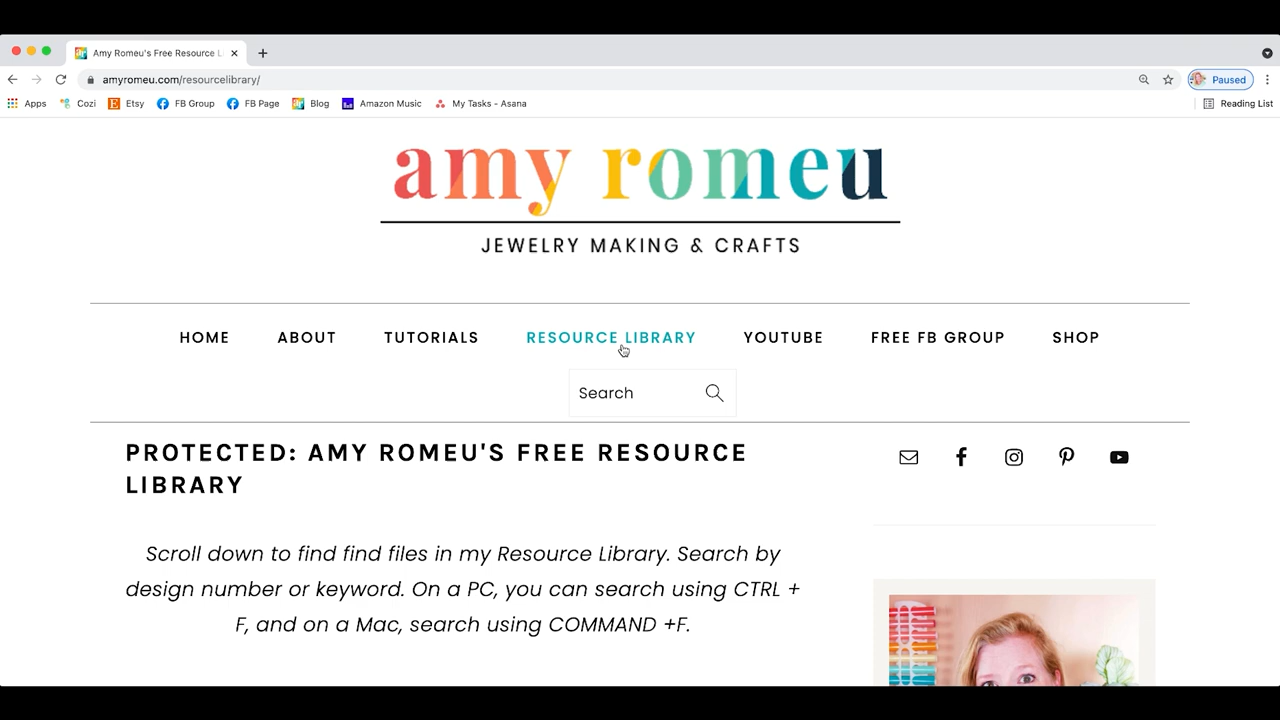 Amy Romeu's Free Resource L
amyromeu.com/resourcelibrary/
Paused
Apps Cozi Etsy FB Group FB Page Blog Amazon Music My Tasks - Asana Reading List
amy romeu
JEWELRY MAKING & CRAFTS
HOME ABOUT TUTORIALS RESOURCE LIBRARY YOUTUBE FREE FB GROUP SHOP
Search
PROTECTED: AMY ROMEU'S FREE RESOURCE
LIBRARY
Scroll down to find find files in my Resource Library. Search by
design number or keyword. On a PC, you can search using CTRL +
F, and on a Mac, search using COMMAND +F.